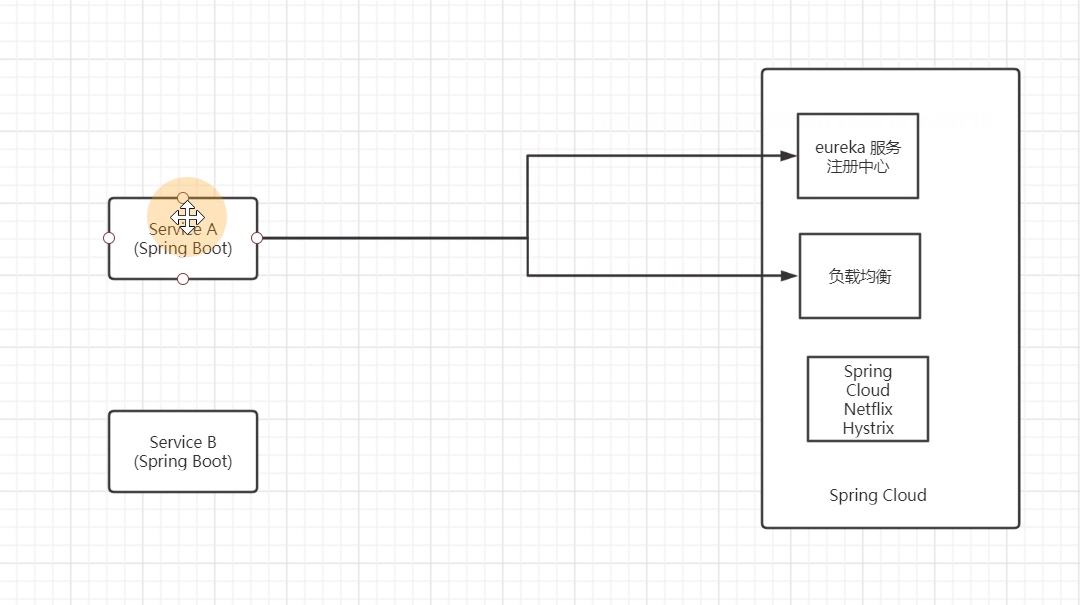 eureka 服务
注册中心
Service A
(Spring Boot)
负载均衡
Spring
Cloud
Netflix
Hystrix
Service B
(Spring Boot)
Spring Cloud